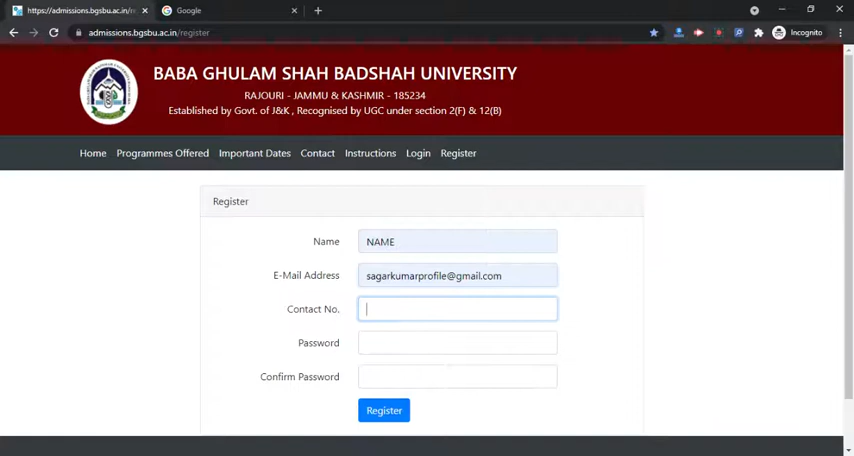 https://admissions.bgsbu.ac.in/re
Google
admissions.bgsbu.ac.in/register
Incognito
BABA GHULAM SHAH BADSHAH UNIVERSITY
RAJOURI - JAMMU & KASHMIR - 185234
Established by Govt. of J&K , Recognised by UGC under section 2(F) & 12(B)
Home Programmes Offered Important Dates Contact Instructions Login Register
Register
Name NAME
E-Mail Address sagarkumarprofile@gmail.com
Contact No.
Password
Confirm Password
Register